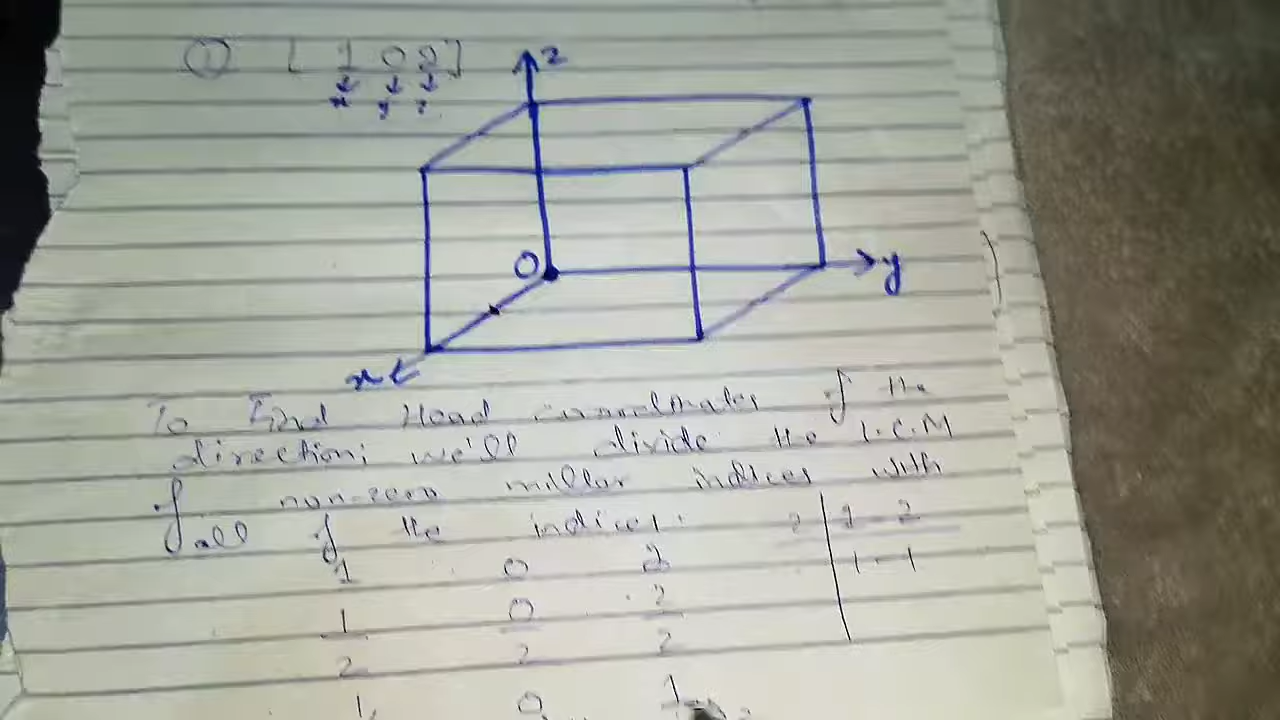 ① [ 1 0 2 ]
x y z
z
O
y
x
To Find Head coordinates of the
direction; we'll divide the L.C.M
of non-zero miller indices with
all of the indices. 2 | 1 - 2
1 0 2 1 - 1
1/2 0/2 2/2
0 1